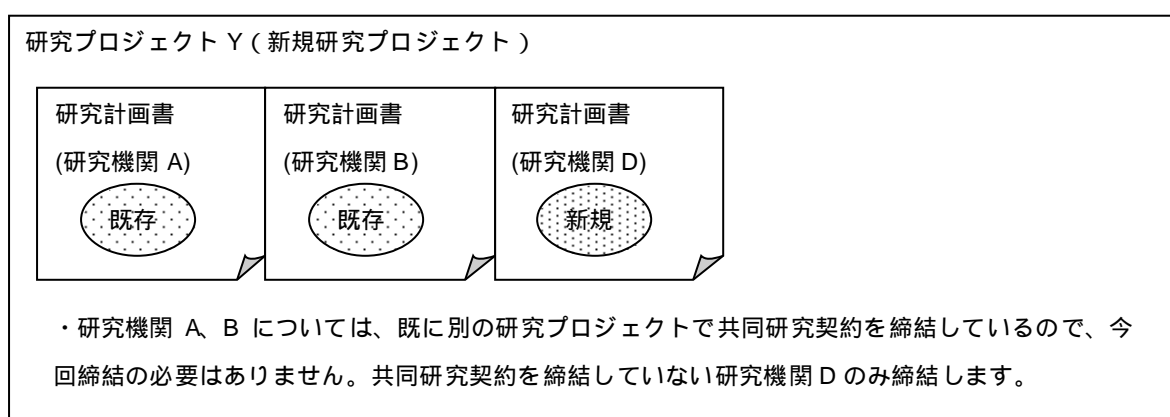 研究プロジェクト Y（新規研究プロジェクト）
研究計画書
(研究機関 A)
既存
研究計画書
(研究機関 B)
既存
研究計画書
(研究機関 D)
新規
・研究機関 A、B については、既に別の研究プロジェクトで共同研究契約を締結しているので、今
回締結の必要はありません。共同研究契約を締結していない研究機関 D のみ締結します。